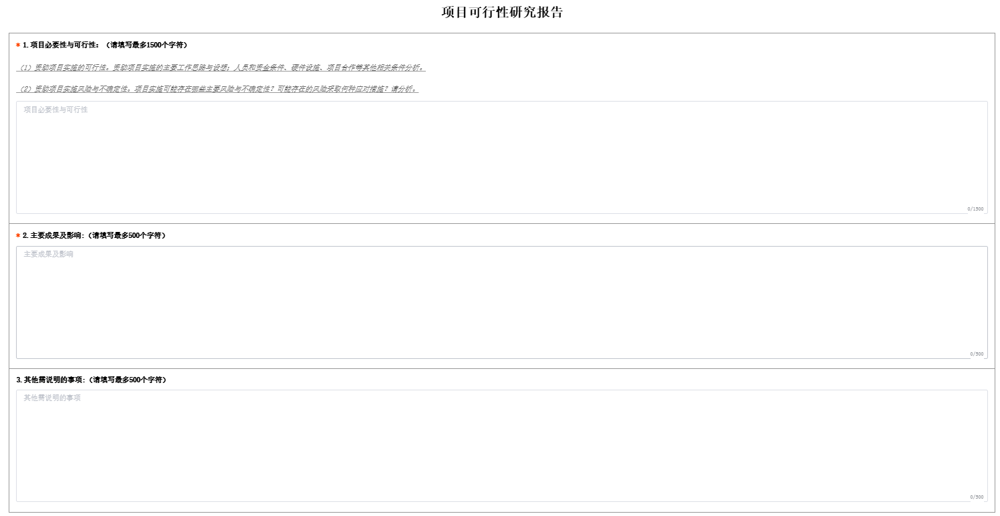 项目可行性研究报告
* 1. 项目必要性与可行性：（请填写最多1500个字符）
（1）资助项目实施的可行性。资助项目实施的主要工作思路与设想；人员和资金条件、硬件设施、项目合作等其他相关条件分析。
（2）资助项目实施风险与不确定性。项目实施可能存在哪些主要风险与不确定性？可能存在的风险采取何种应对措施？请分析。
项目必要性与可行性
0/1500
* 2. 主要成果及影响:（请填写最多500个字符）
主要成果及影响
0/500
3. 其他需说明的事项:（请填写最多500个字符）
其他需说明的事项
0/500